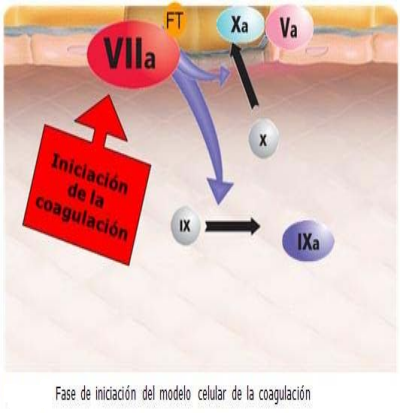 FT
VIIa
Xa
Va
X
Iniciación
de la
coagulación
IX
IXa
Fase de iniciación del modelo celular de la coagulación